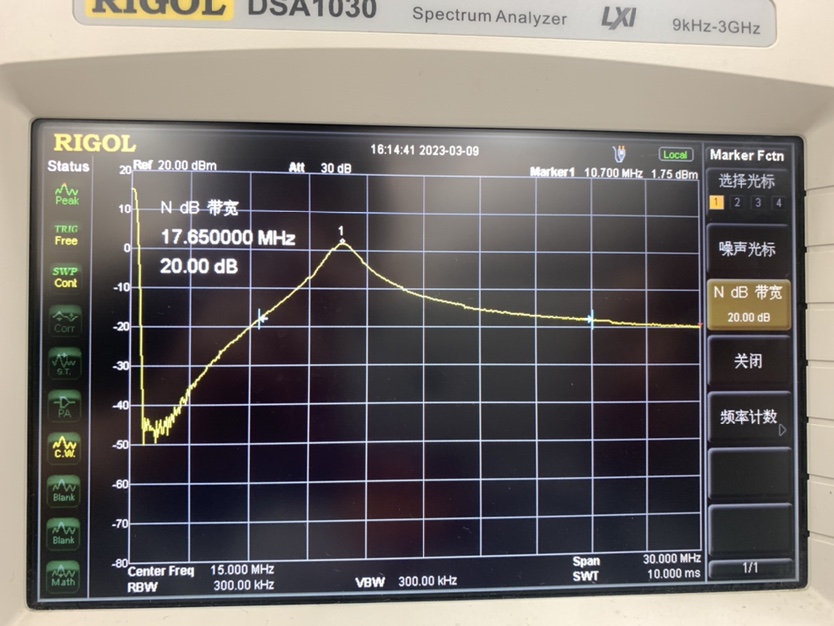 RIGOL DSA1030 Spectrum Analyzer LXI 9kHz-3GHz
RIGOL 16:14:41 2023-03-09 Local
Status
Ref 20.00 dBm Att 30 dB Marker1 10.700 MHz 1.75 dBm
Marker Fctn
选择光标
1 2 3 4
噪声光标
N dB 带宽
20.00 dB
关闭
频率计数
1/1
Peak
TRIG
Free
SWP
Cont
Corr
S.T.
PA
C.W.
Blank
Blank
Math
20
10
0
-10
-20
-30
-40
-50
-60
-70
-80
N dB 带宽
17.650000 MHz
20.00 dB
1
Center Freq 15.000 MHz Span 30.000 MHz
RBW 300.00 kHz VBW 300.00 kHz SWT 10.000 ms